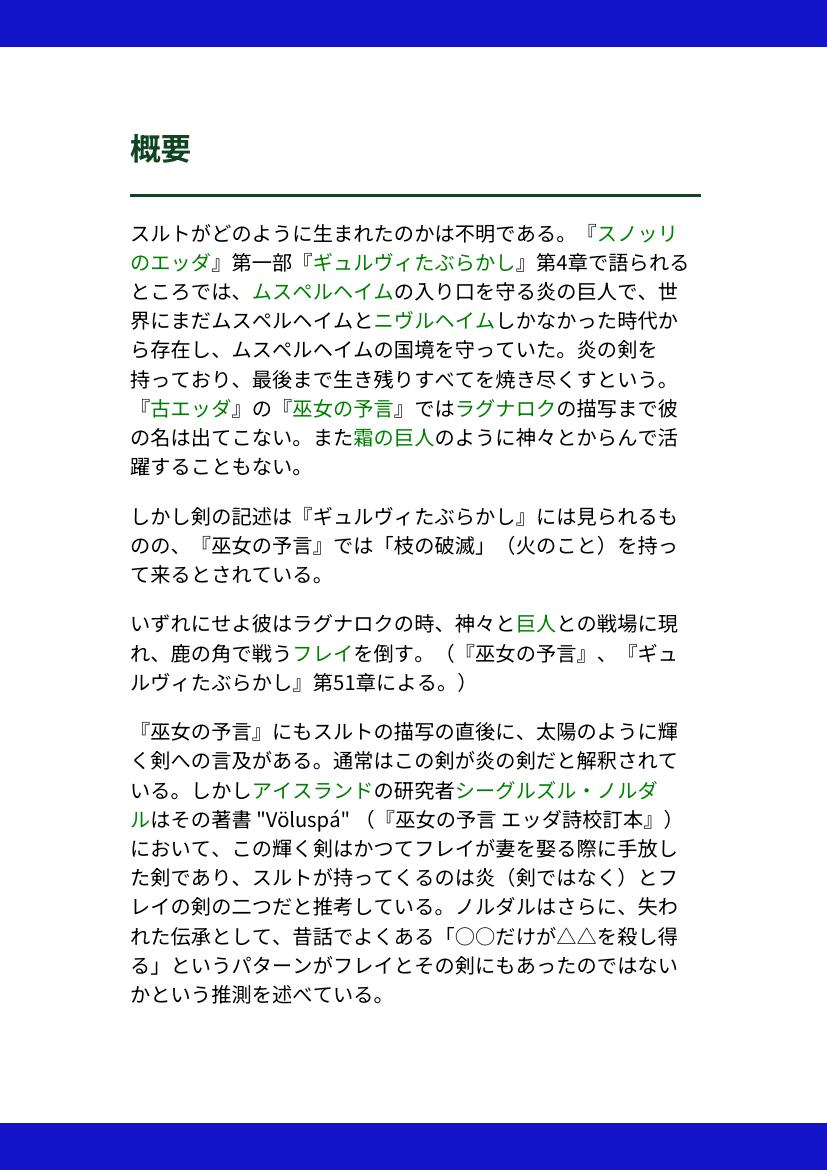 概要
スルトがどのように生まれたのかは不明である。『スノッリ
のエッダ』第一部『ギュルヴィたぶらかし』第4章で語られる
ところでは、ムスペルヘイムの入り口を守る炎の巨人で、世
界にまだムスペルヘイムとニヴルヘイムしかなかった時代か
ら存在し、ムスペルヘイムの国境を守っていた。炎の剣を
持っており、最後まで生き残りすべてを焼き尽くすという。
『古エッダ』の『巫女の予言』ではラグナロクの描写まで彼
の名は出てこない。また霜の巨人のように神々とからんで活
躍することもない。
しかし剣の記述は『ギュルヴィたぶらかし』には見られるも
のの、『巫女の予言』では「枝の破滅」（火のこと）を持っ
て来るとされている。
いずれにせよ彼はラグナロクの時、神々と巨人との戦場に現
れ、鹿の角で戦うフレイを倒す。（『巫女の予言』、『ギュ
ルヴィたぶらかし』第51章による。）
『巫女の予言』にもスルトの描写の直後に、太陽のように輝
く剣への言及がある。通常はこの剣が炎の剣だと解釈されて
いる。しかしアイスランドの研究者シーグルズル・ノルダ
ルはその著書 "Völuspá" （『巫女の予言 エッダ詩校訂本』）
において、この輝く剣はかつてフレイが妻を娶る際に手放し
た剣であり、スルトが持ってくるのは炎（剣ではなく）とフ
レイの剣の二つだと推考している。ノルダルはさらに、失わ
れた伝承として、昔話でよくある「○○だけが△△を殺し得
る」というパターンがフレイとその剣にもあったのではない
かという推測を述べている。